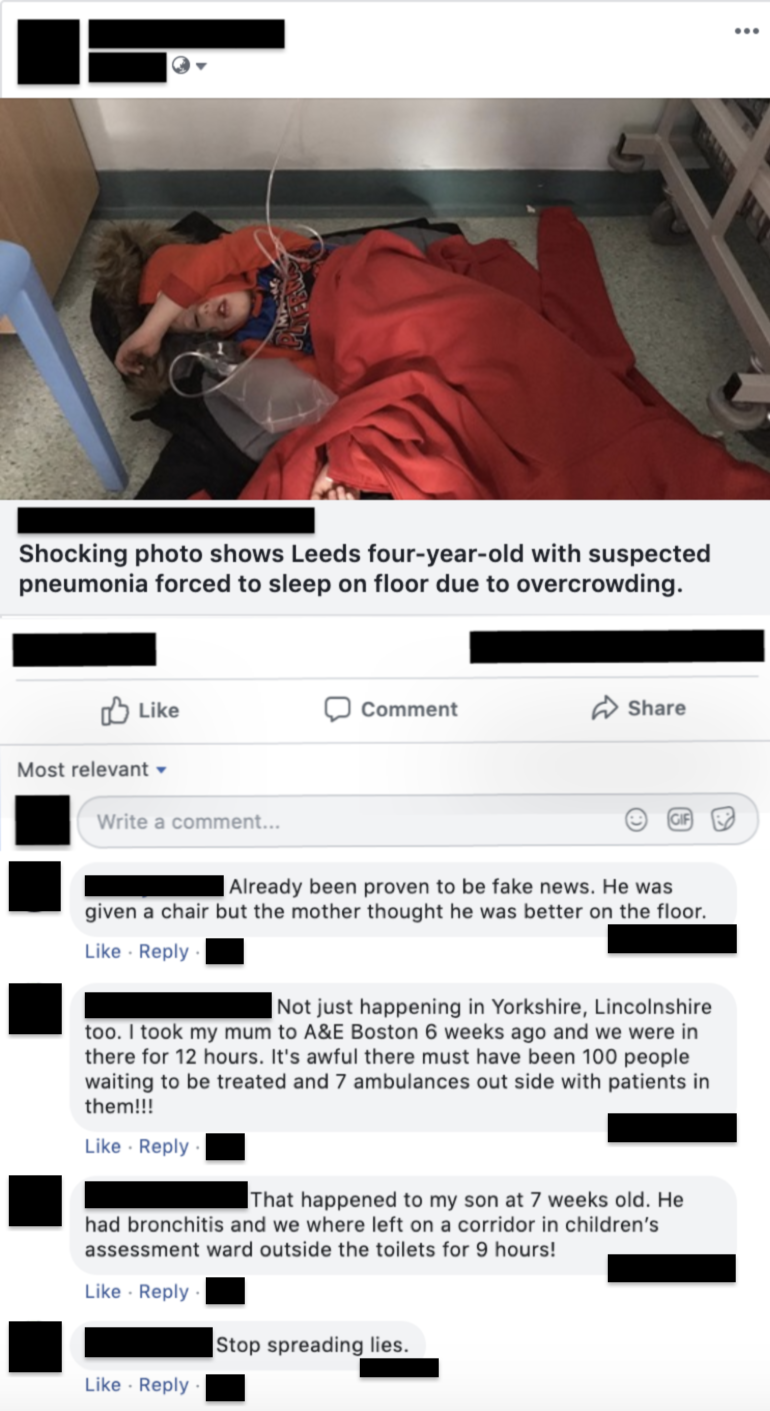 Shocking photo shows Leeds four-year-old with suspected
pneumonia forced to sleep on floor due to overcrowding.
Like Comment Share
Most relevant
Write a comment... GIF
Already been proven to be fake news. He was
given a chair but the mother thought he was better on the floor.
Like · Reply ·
Not just happening in Yorkshire, Lincolnshire
too. I took my mum to A&E Boston 6 weeks ago and we were in
there for 12 hours. It's awful there must have been 100 people
waiting to be treated and 7 ambulances out side with patients in
them!!!
Like · Reply ·
That happened to my son at 7 weeks old. He
had bronchitis and we where left on a corridor in children's
assessment ward outside the toilets for 9 hours!
Like · Reply ·
Stop spreading lies.
Like · Reply ·